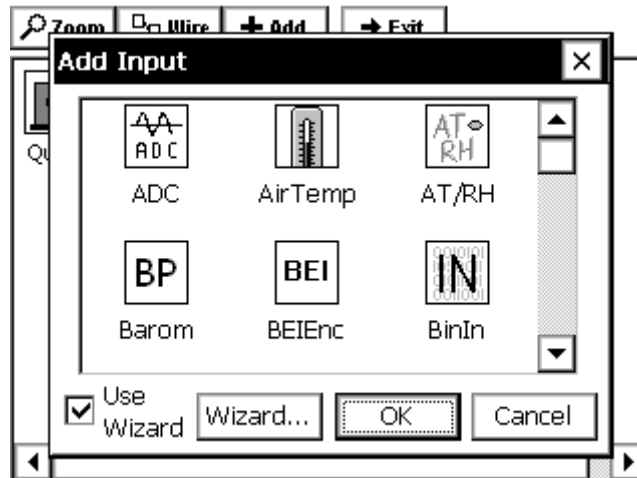 Zoom Wire Add Exit
Add Input
ADC
AT
RH
ADC AirTemp AT/RH
BP BEI IN
Barom BEIEnc BinIn
Use
Wizard
Wizard... OK Cancel